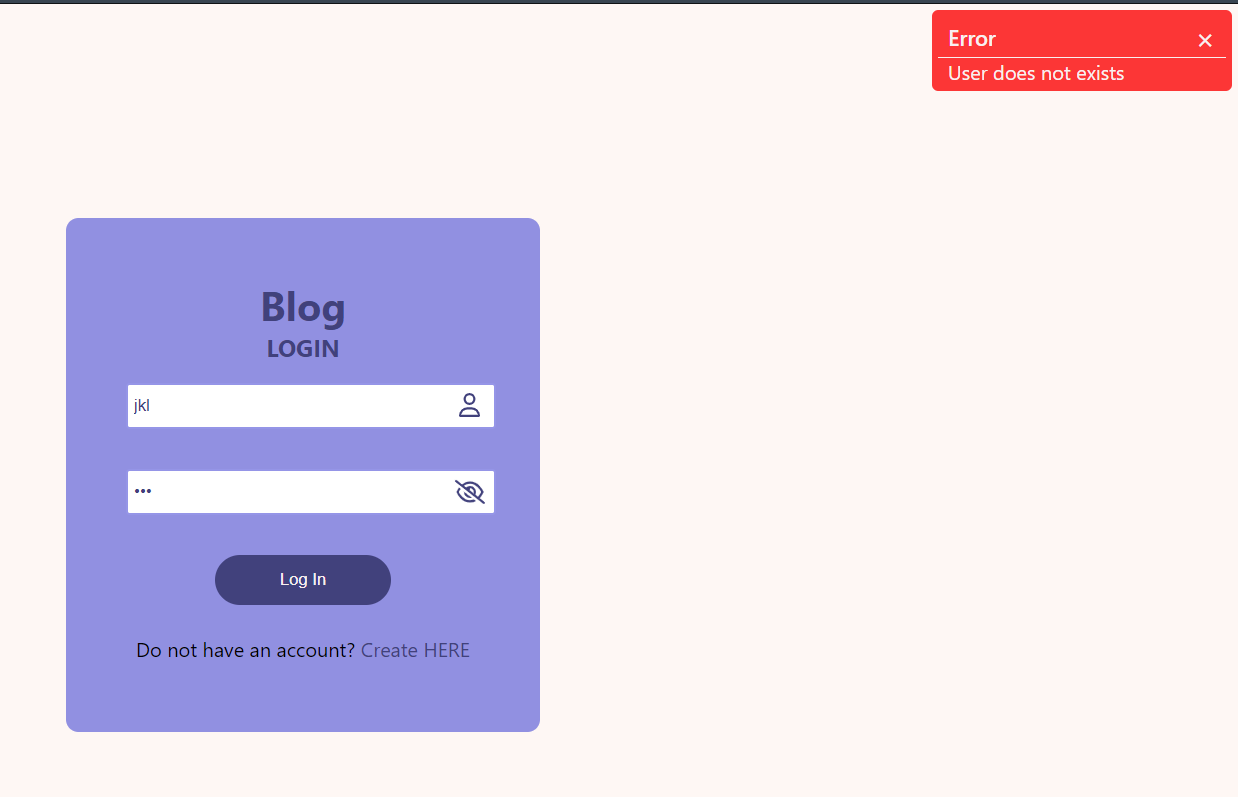 Error
User does not exists
Blog
LOGIN
jkl
•••
Log In
Do not have an account? Create HERE